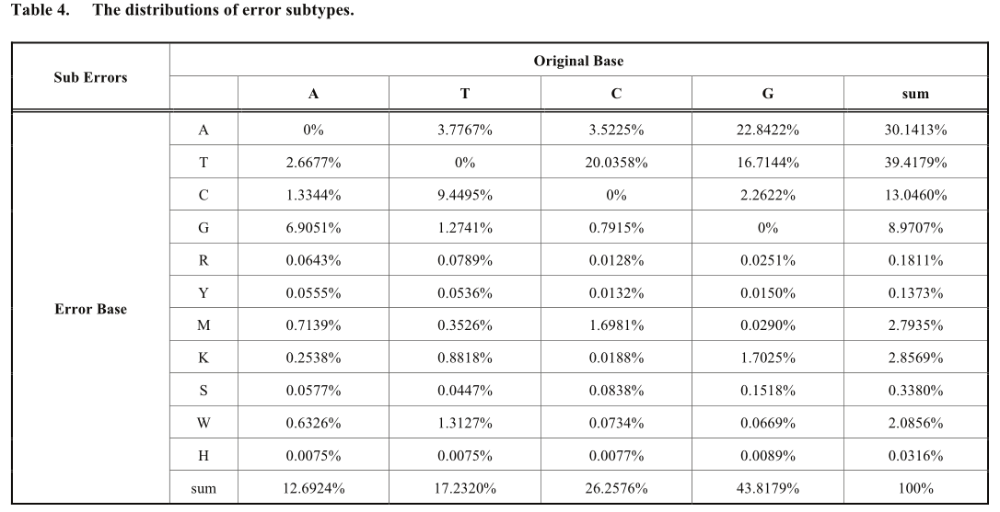 Table 4. The distributions of error subtypes.
Sub Errors Original Base
A T C G sum
Error Base
A 0% 3.7767% 3.5225% 22.8422% 30.1413%
T 2.6677% 0% 20.0358% 16.7144% 39.4179%
C 1.3344% 9.4495% 0% 2.2622% 13.0460%
G 6.9051% 1.2741% 0.7915% 0% 8.9707%
R 0.0643% 0.0789% 0.0128% 0.0251% 0.1811%
Y 0.0555% 0.0536% 0.0132% 0.0150% 0.1373%
M 0.7139% 0.3526% 1.6981% 0.0290% 2.7935%
K 0.2538% 0.8818% 0.0188% 1.7025% 2.8569%
S 0.0577% 0.0447% 0.0838% 0.1518% 0.3380%
W 0.6326% 1.3127% 0.0734% 0.0669% 2.0856%
H 0.0075% 0.0075% 0.0077% 0.0089% 0.0316%
sum 12.6924% 17.2320% 26.2576% 43.8179% 100%